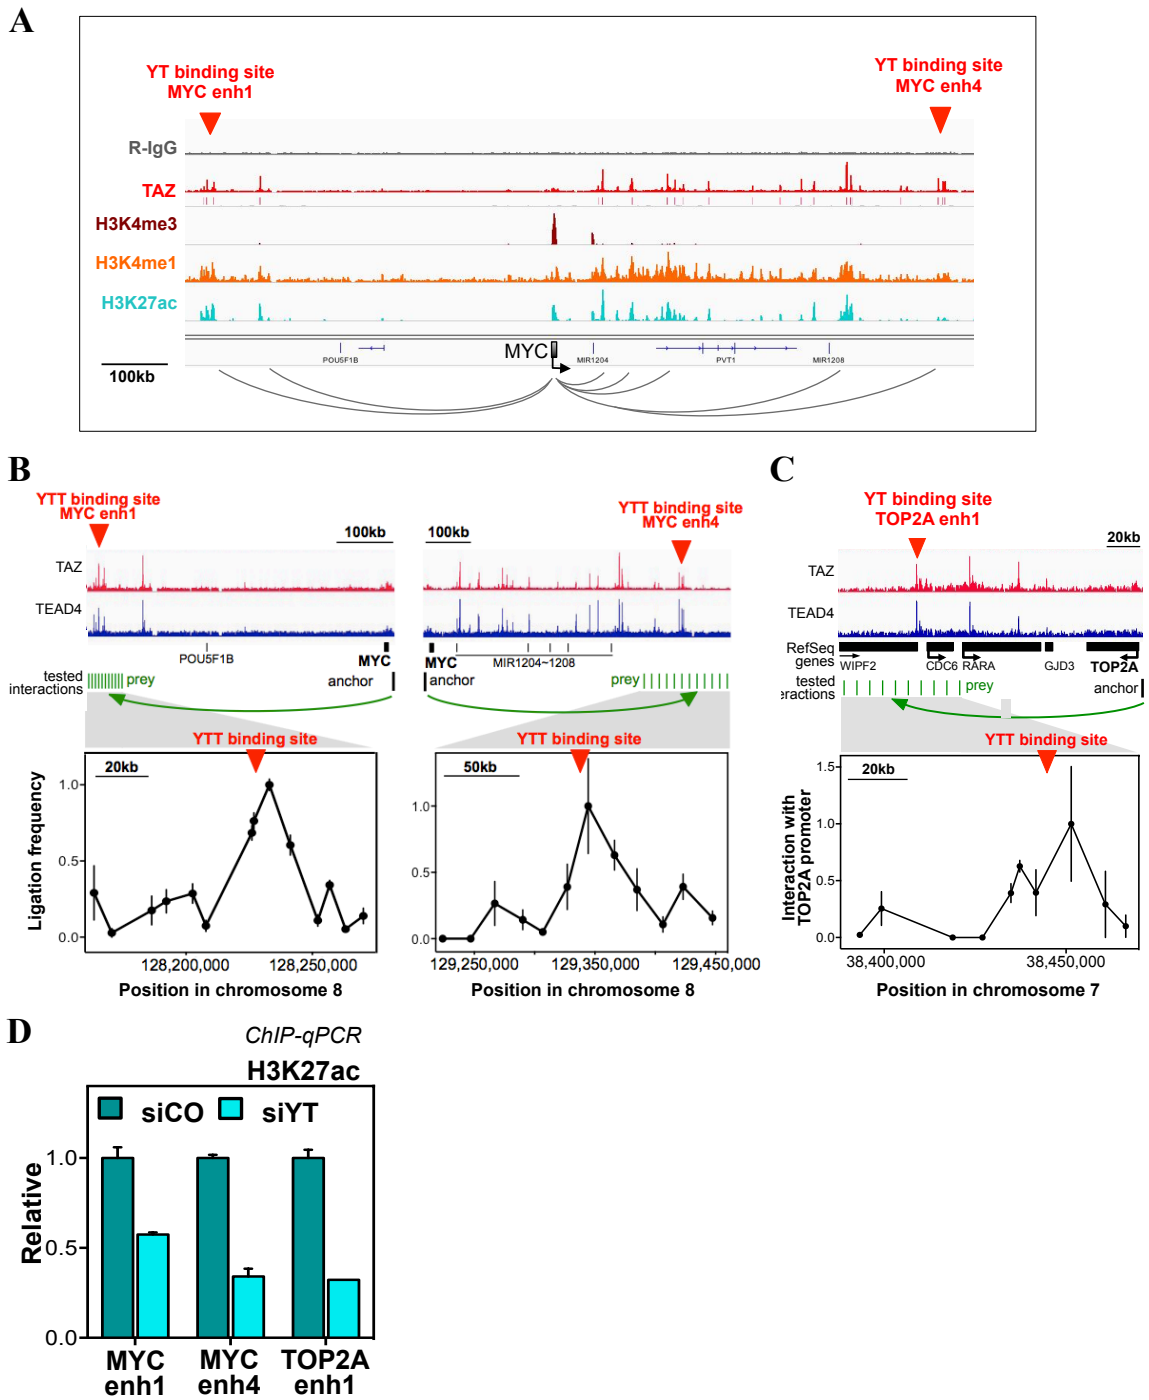 A
YT binding site
MYC enh1
YT binding site
MYC enh4
R-IgG
TAZ
H3K4me3
H3K4me1
H3K27ac
MYC
POU5F1B
MIR1204
PVT1
MIR1208
100kb
B
YTT binding site
MYC enh1
100kb
TAZ
TEAD4
POU5F1B
MYC
tested
interactions
prey
anchor
YTT binding site
MYC enh4
100kb
MYC
MIR1204~1208
anchor
prey
YTT binding site
20kb
Ligation frequency
1.0
0.5
0.0
128,200,000
128,250,000
Position in chromosome 8
YTT binding site
50kb
1.0
0.5
0.0
129,250,000
129,350,000
129,450,000
Position in chromosome 8
C
YT binding site
TOP2A enh1
20kb
TAZ
TEAD4
RefSeq
genes
WIPF2
CDC6
RARA
GJD3
TOP2A
tested
eractions
prey
anchor
YTT binding site
20kb
Interaction with
TOP2A promoter
1.5
1.0
0.5
0.0
38,400,000
38,450,000
Position in chromosome 7
D
ChIP-qPCR
H3K27ac
siCO
siYT
Relative
1.0
0.5
0.0
MYC
enh1
MYC
enh4
TOP2A
enh1